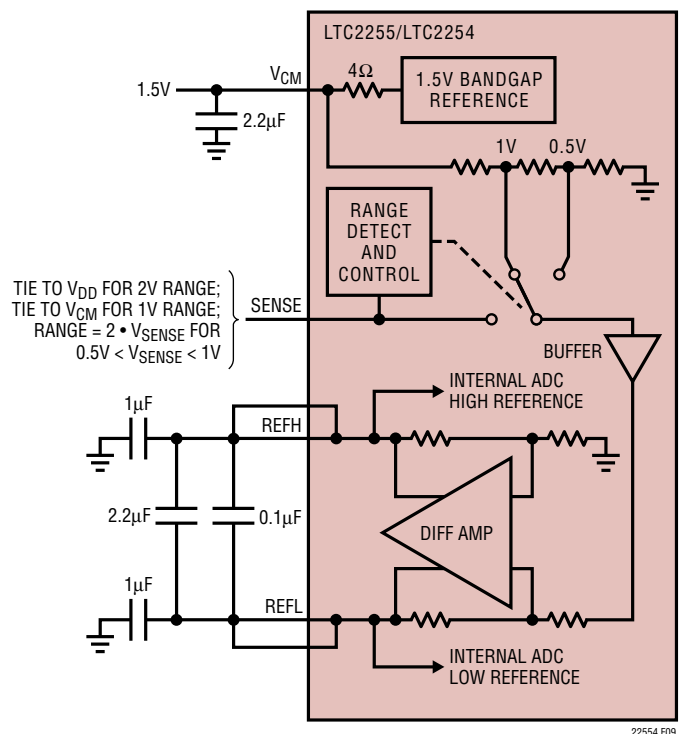 LTC2255/LTC2254
1.5V
VCM
4Ω
1.5V BANDGAP
REFERENCE
2.2μF
1V
0.5V
RANGE
DETECT
AND
CONTROL
TIE TO VDD FOR 2V RANGE;
TIE TO VCM FOR 1V RANGE;
RANGE = 2 • VSENSE FOR
0.5V < VSENSE < 1V
SENSE
BUFFER
INTERNAL ADC
HIGH REFERENCE
1μF
REFH
2.2μF
0.1μF
DIFF AMP
1μF
REFL
INTERNAL ADC
LOW REFERENCE
22554 F09